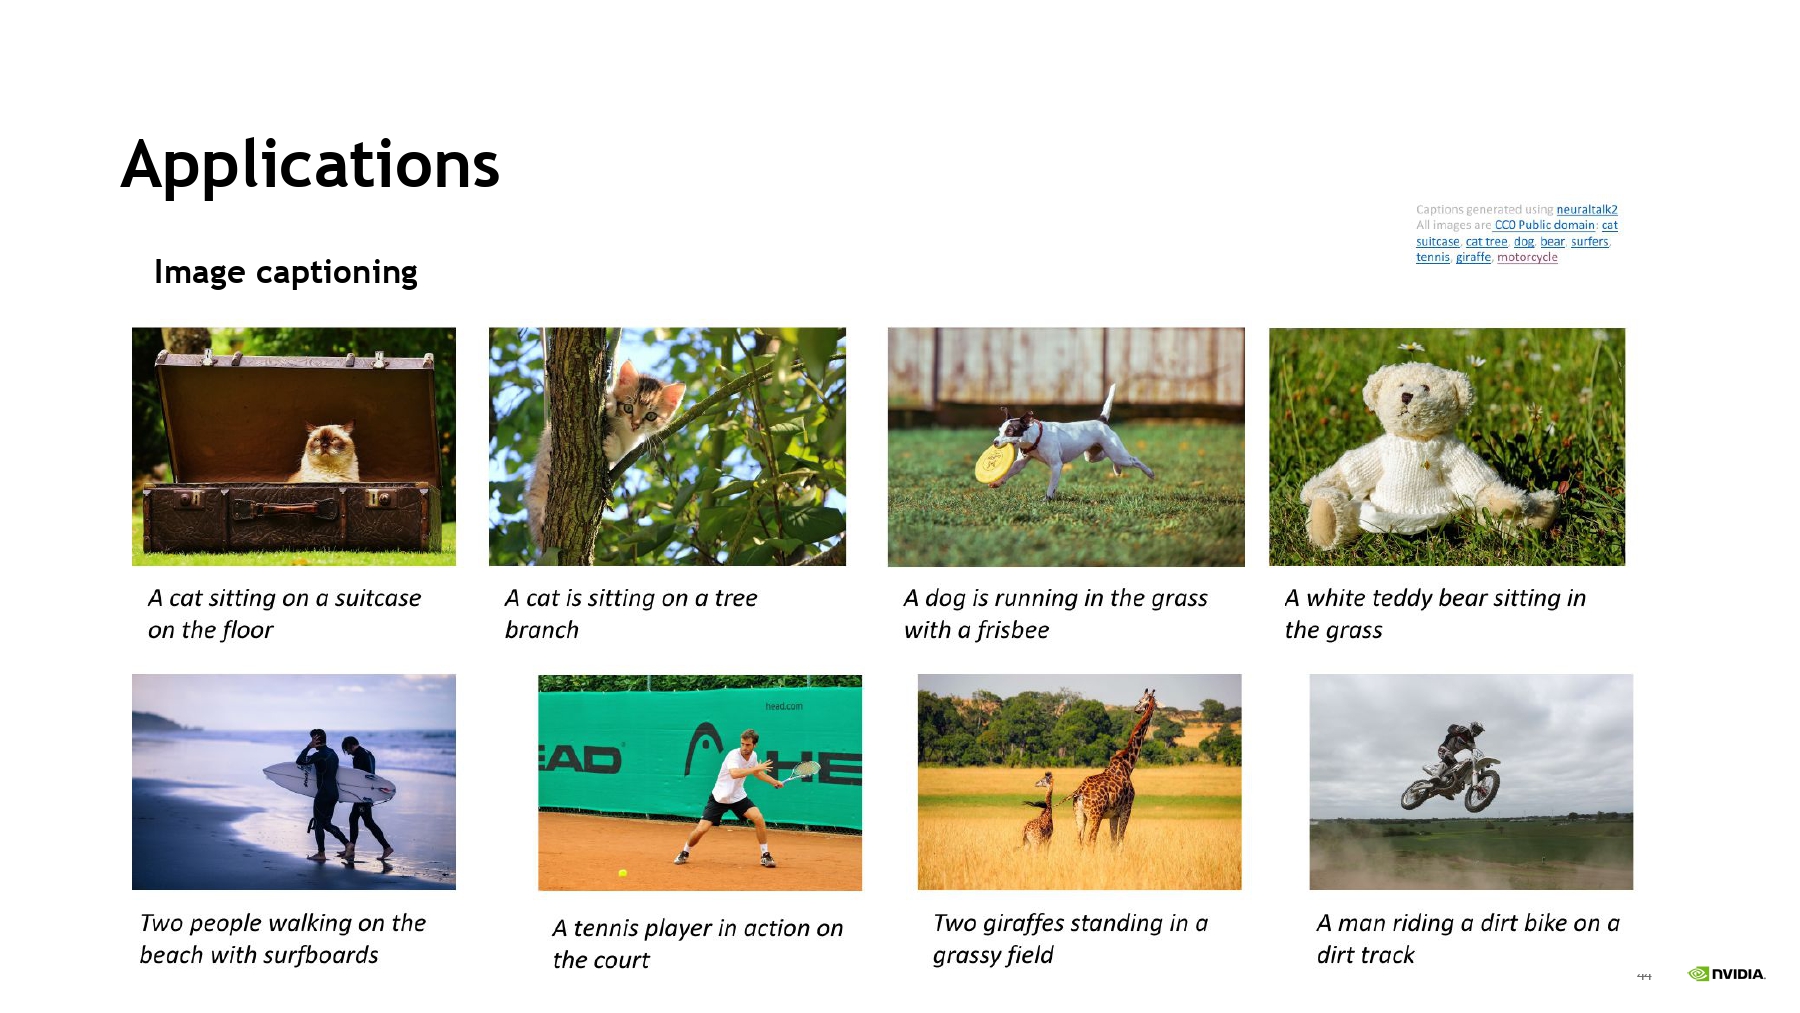 Applications
Captions generated using neuraltalk2
All images are CC0 Public domain: cat
suitcase, cat tree, dog, bear, surfers,
tennis, giraffe, motorcycle
Image captioning
A cat sitting on a suitcase
on the floor
A cat is sitting on a tree
branch
A dog is running in the grass
with a frisbee
A white teddy bear sitting in
the grass
head.com
EAD
HE
Two people walking on the
beach with surfboards
A tennis player in action on
the court
Two giraffes standing in a
grassy field
A man riding a dirt bike on a
dirt track
44
NVIDIA.